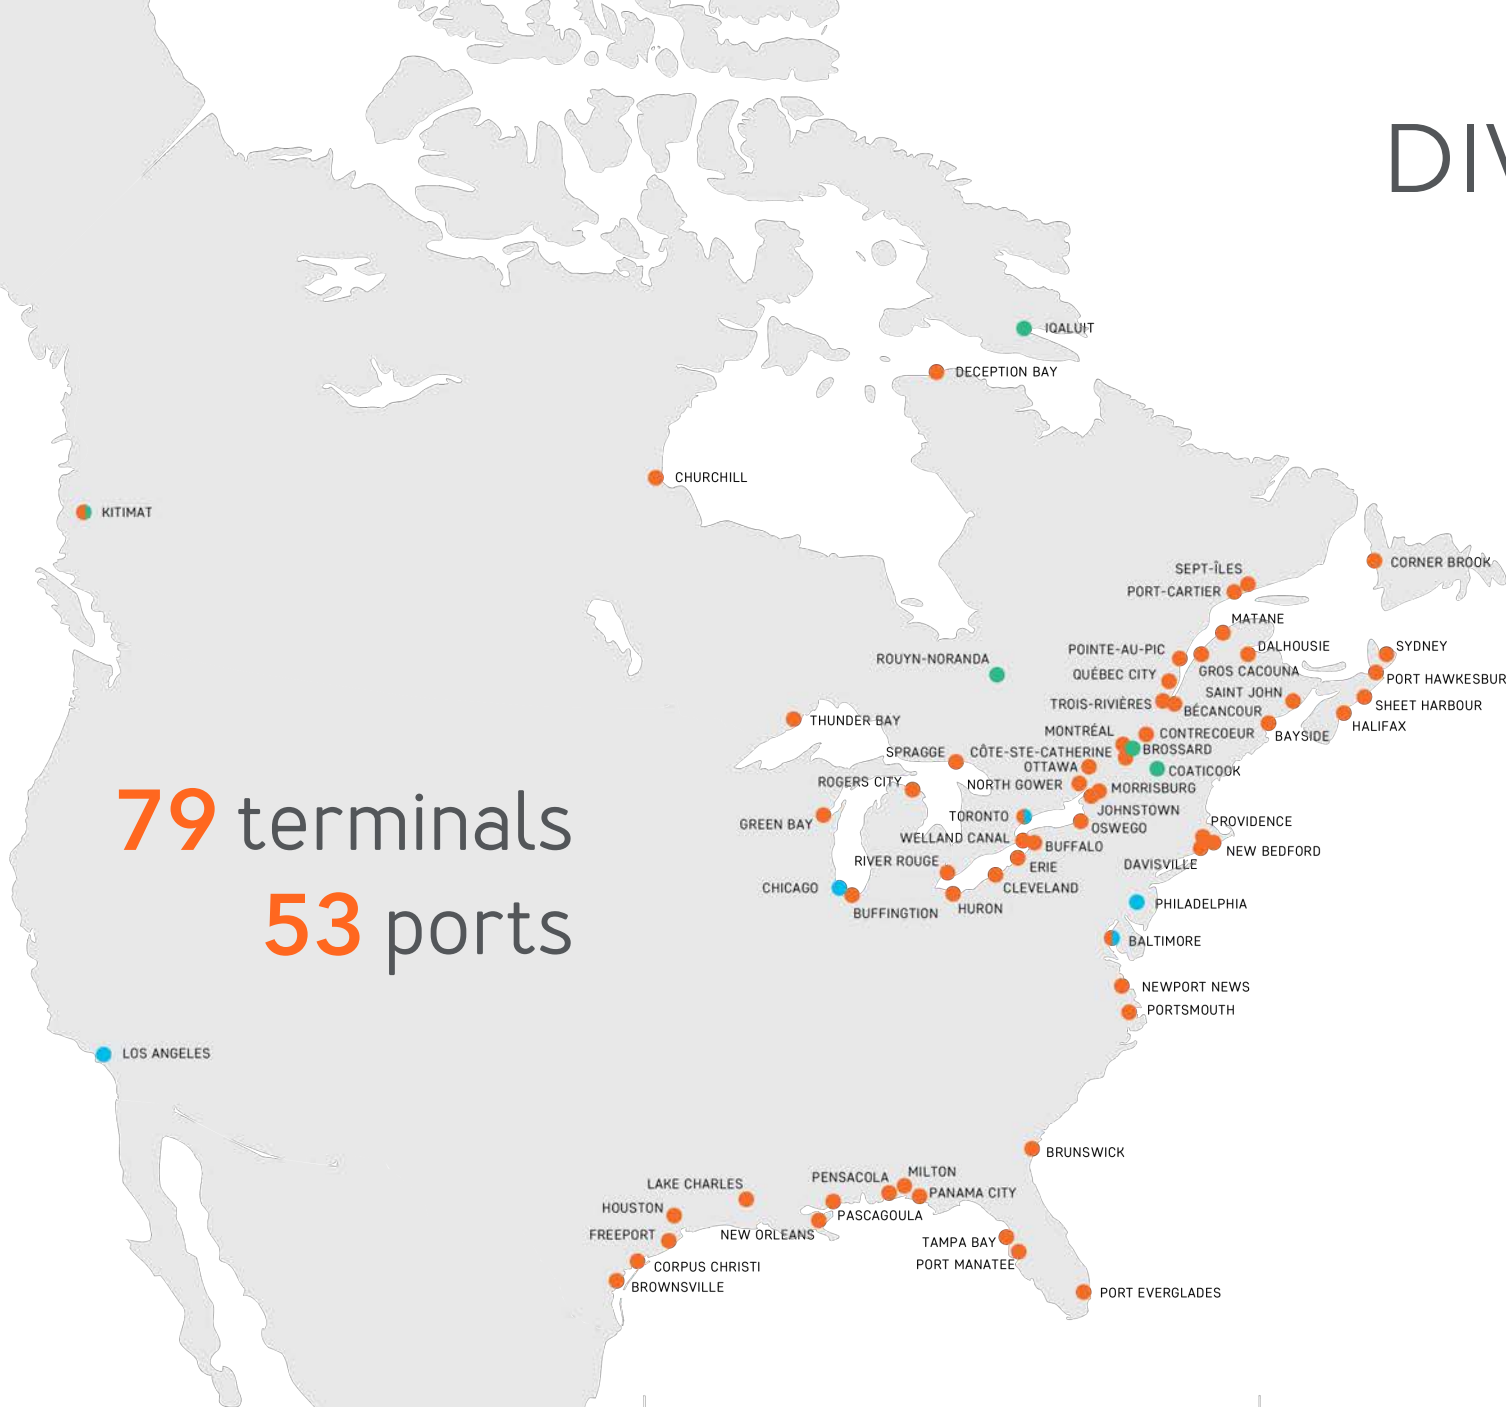 DIV
IQALUIT
DECEPTION BAY
CHURCHILL
KITIMAT
CORNER BROOK
SEPT-ÎLES
PORT-CARTIER
MATANE
POINTE-AU-PIC
DALHOUSIE
SYDNEY
ROUYN-NORANDA
GROS CACOUNA
QUÉBEC CITY
PORT HAWKESBUR
SAINT JOHN
TROIS-RIVIÈRES
BÉCANCOUR
SHEET HARBOUR
THUNDER BAY
HALIFAX
MONTRÉAL
CONTRECOEUR
BAYSIDE
SPRAGGE
CÔTE-STE-CATHERINE
BROSSARD
OTTAWA
COATICOOK
ROGERS CITY
NORTH GOWER
MORRISBURG
JOHNSTOWN
TORONTO
GREEN BAY
OSWEGO
PROVIDENCE
WELLAND CANAL
BUFFALO
NEW BEDFORD
RIVER ROUGE
ERIE
DAVISVILLE
CHICAGO
CLEVELAND
BUFFINGTON
HURON
PHILADELPHIA
BALTIMORE
79 terminals
53 ports
NEWPORT NEWS
PORTSMOUTH
LOS ANGELES
BRUNSWICK
MILTON
PENSACOLA
LAKE CHARLES
PANAMA CITY
HOUSTON
PASCAGOULA
FREEPORT
NEW ORLEANS
TAMPA BAY
PORT MANATEE
CORPUS CHRISTI
BROWNSVILLE
PORT EVERGLADES